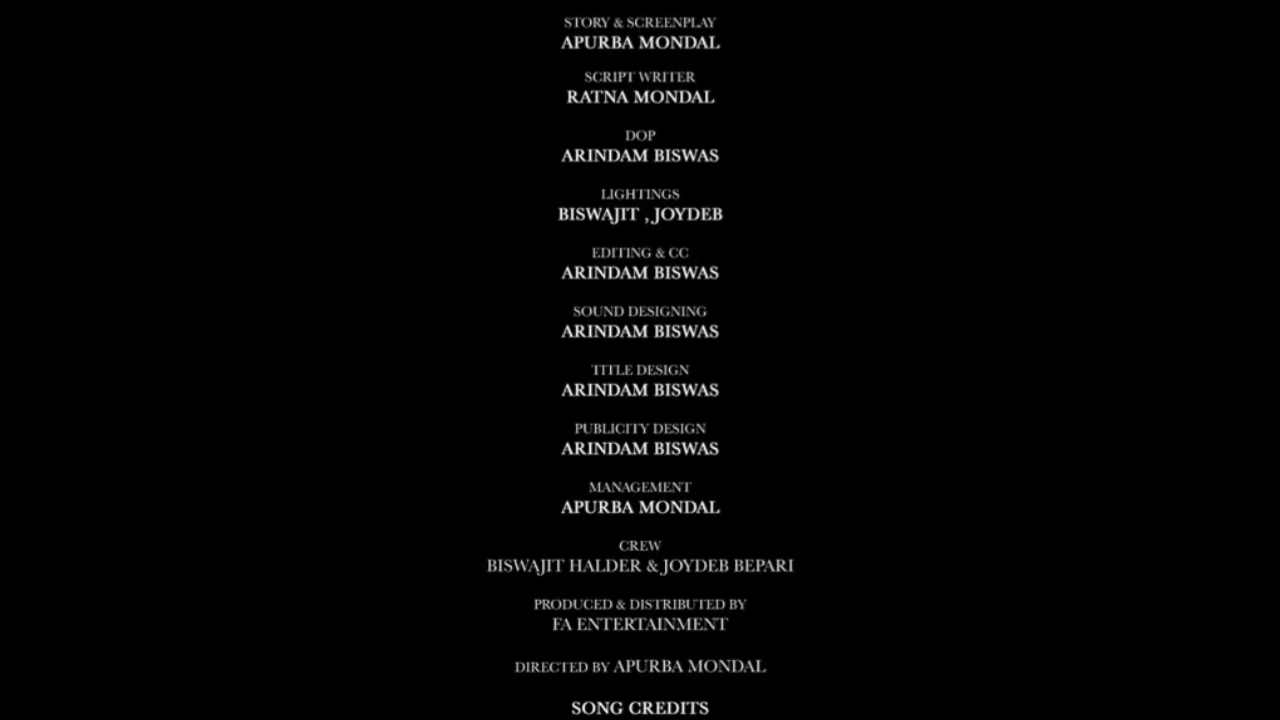 STORY & SCREENPLAY
APURBA MONDAL
SCRIPT WRITER
RATNA MONDAL
DOP
ARINDAM BISWAS
LIGHTINGS
BISWAJIT , JOYDEB
EDITING & CC
ARINDAM BISWAS
SOUND DESIGNING
ARINDAM BISWAS
TITLE DESIGN
ARINDAM BISWAS
PUBLICITY DESIGN
ARINDAM BISWAS
MANAGEMENT
APURBA MONDAL
CREW
BISWAJIT HALDER & JOYDEB BEPARI
PRODUCED & DISTRIBUTED BY
FA ENTERTAINMENT
DIRECTED BY APURBA MONDAL
SONG CREDITS